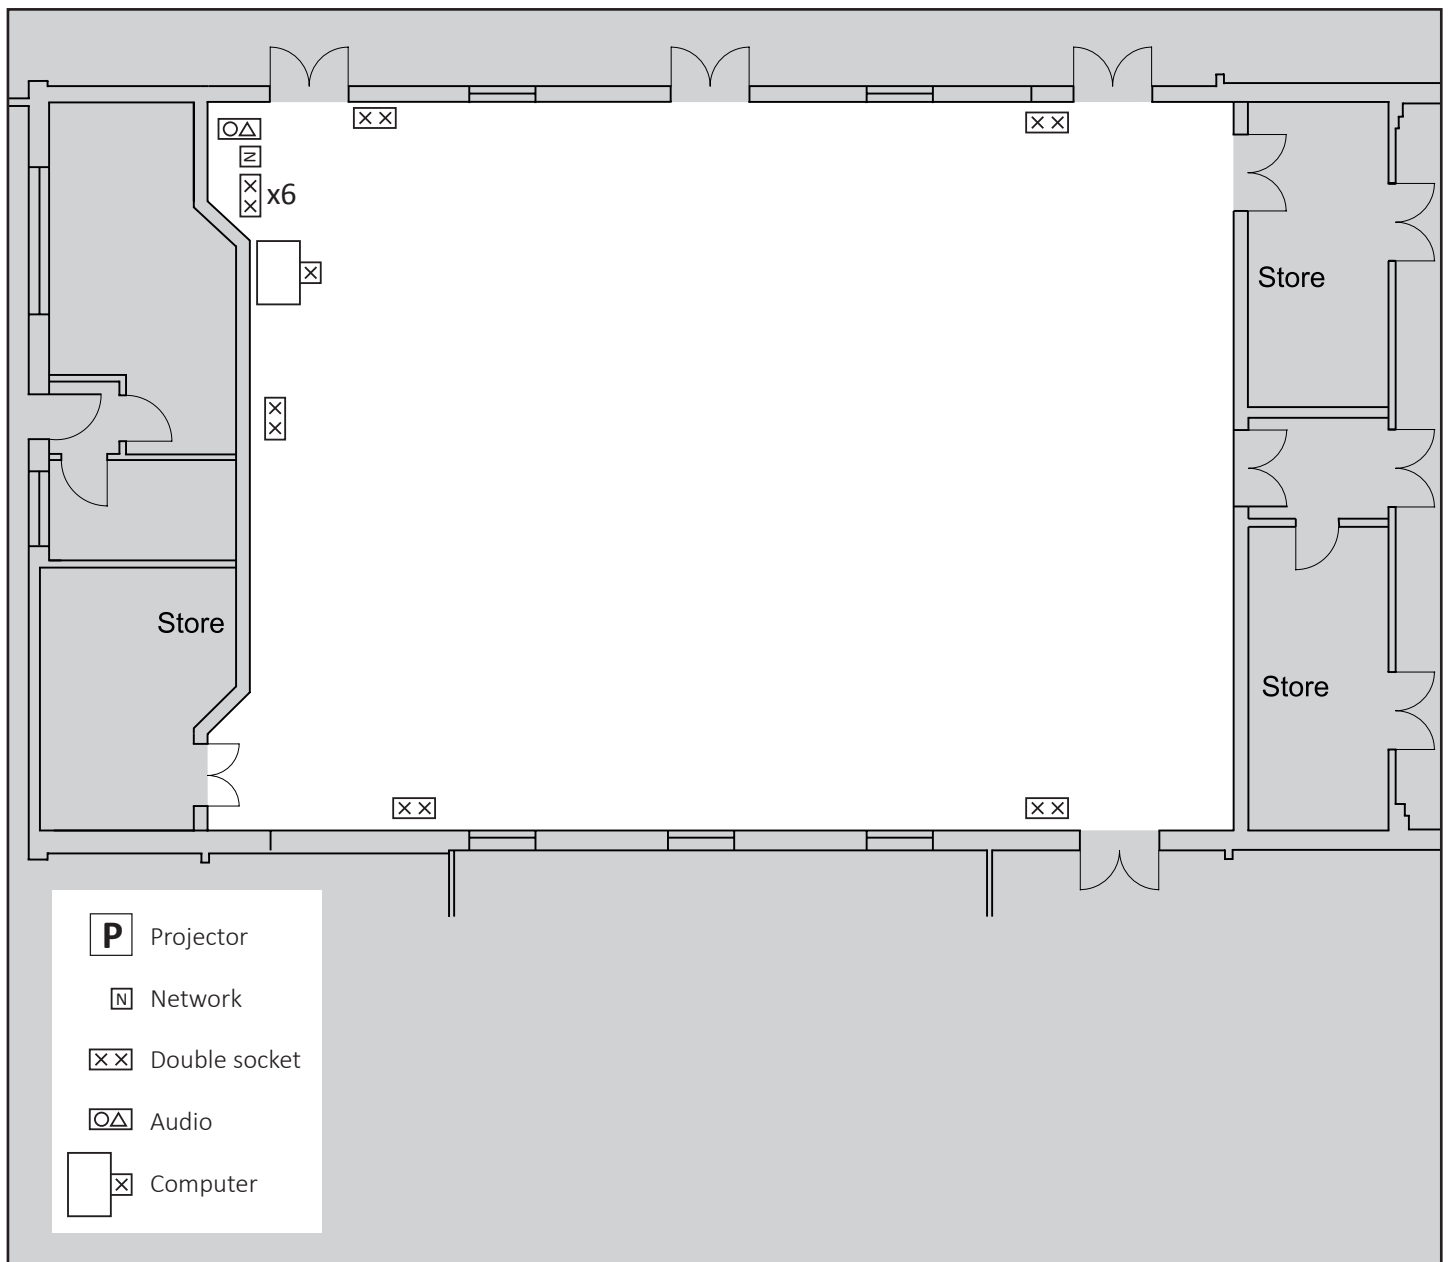 N
x6
Store
Store
Store
P Projector
N Network
Double socket
Audio
Computer